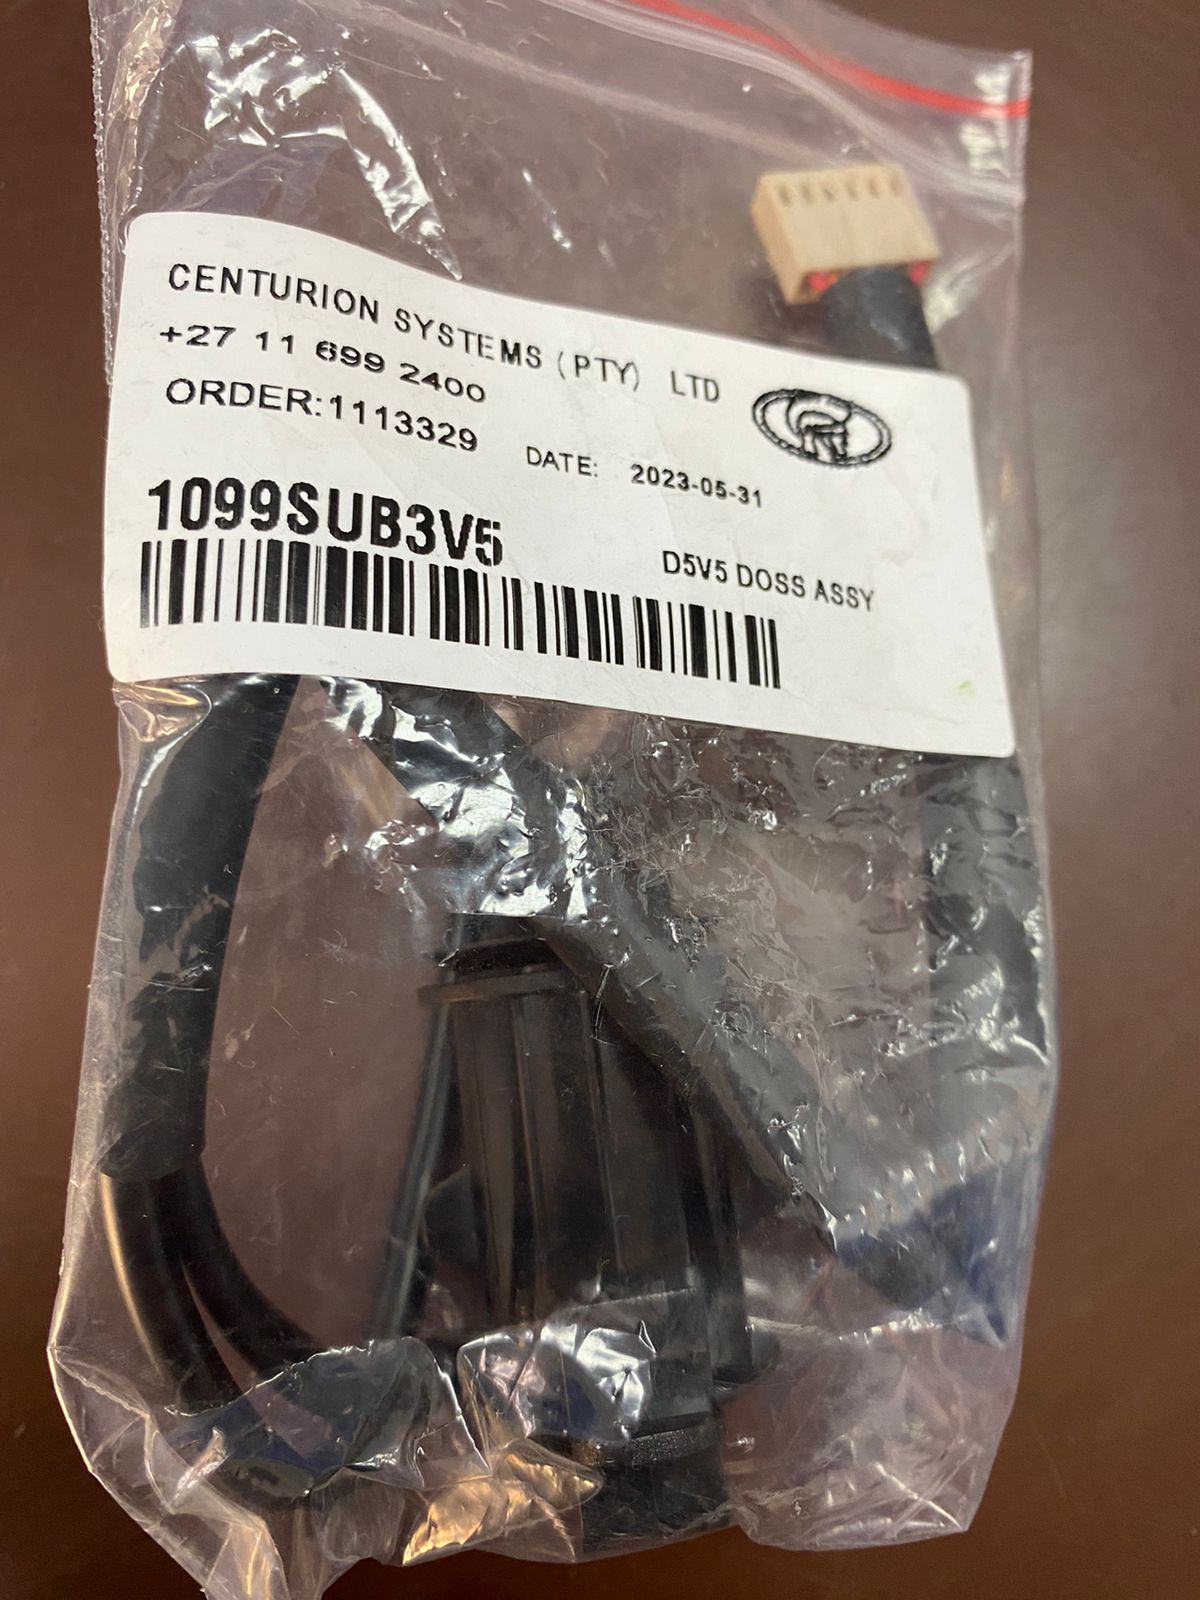 CENTURION SYSTEMS (PTY) LTD
+27 11 699 2400
ORDER:1113329
DATE: 2023-05-31
1099SUB3V5
D5V5 DOSS ASSY